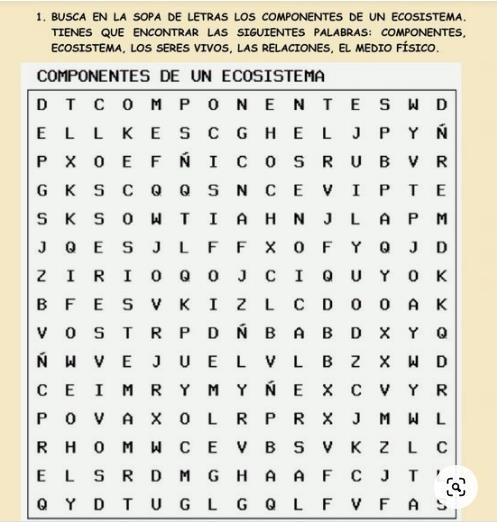 1. BUSCA EN LA SOPA DE LETRAS LOS COMPONENTES DE UN ECOSISTEMA.
TIENES QUE ENCONTRAR LAS SIGUIENTES PALABRAS: COMPONENTES,
ECOSISTEMA, LOS SERES VIVOS, LAS RELACIONES, EL MEDIO FÍSICO.
COMPONENTES DE UN ECOSISTEMA
D T C O M P O N E N T E S W D
E L L K E S C G H E L J P Y Ñ
P X O E F Ñ I C O S R U B V R
G K S C Q Q S N C E V I P T E
S K S O W T I A H N J L A P M
J Q E S J L F F X O F Y Q J D
Z I R I O Q O J C I Q U Y O K
B F E S V K I Z L C D O O A K
V O S T R P D Ñ B A B D X Y Q
Ñ W V E J U E L V L B Z X W D
C E I M R Y M Y Ñ E X C V Y R
P O V A X O L R P R X J M W L
R H O M W C E V B S V K Z L C
E L S R D M G H A A F C J T
Q Y D T U G L G Q L F V F A S